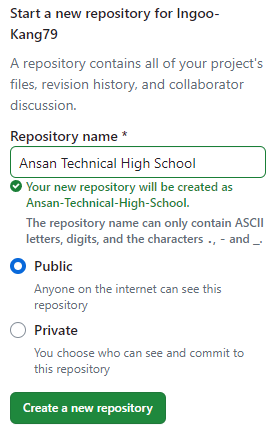 Start a new repository for Ingoo-
Kang79
A repository contains all of your project's
files, revision history, and collaborator
discussion.
Repository name *
Ansan Technical High School
Your new repository will be created as
Ansan-Technical-High-School.
The repository name can only contain ASCII
letters, digits, and the characters ., - and _.
Public
Anyone on the internet can see this
repository
Private
You choose who can see and commit to
this repository
Create a new repository